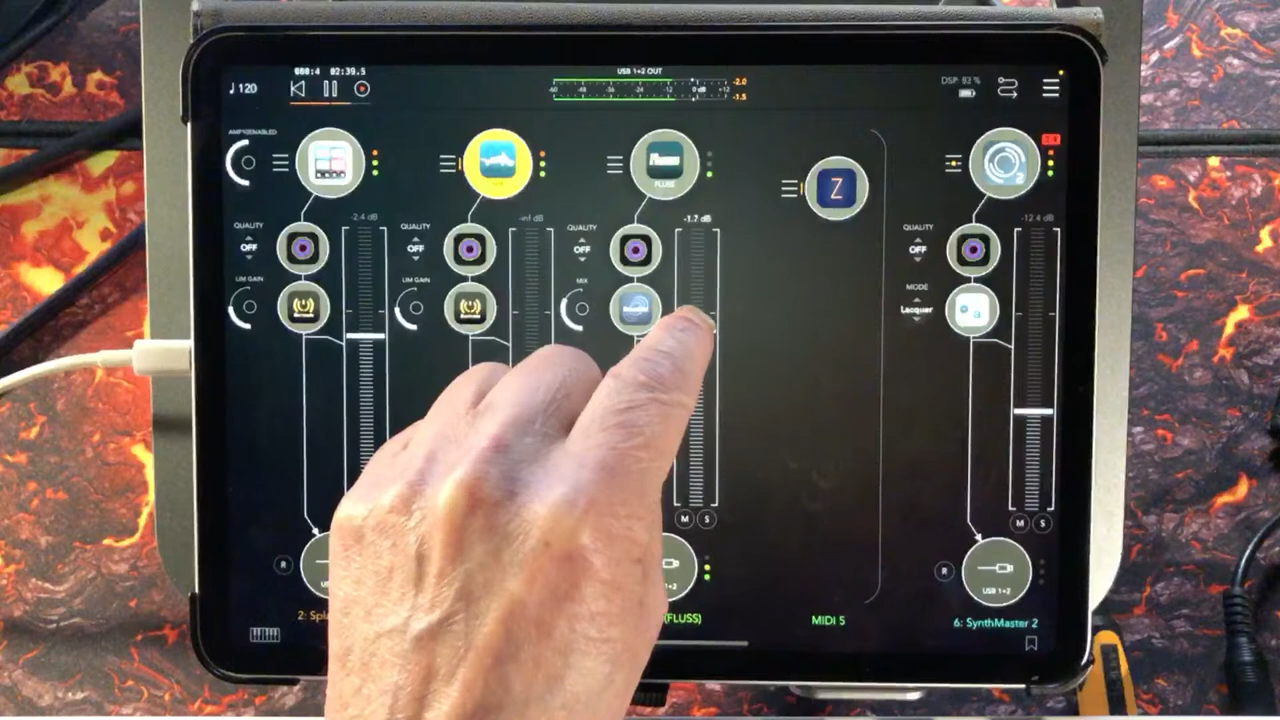 000:4 02:39.5
♩120
USB 1+2 OUT
-60 -48 -36 -24 -12 0 dB +12
-2.0
-1.5
DSP: 83 %
FLUSS
Z
2
-2.4 dB
-inf dB
-1.7 dB
-12.4 dB
QUALITY
OFF
QUALITY
OFF
QUALITY
OFF
QUALITY
OFF
LIM GAIN
LIM GAIN
MIX
MODE
Lacquer
M S
M S
R
R
USB 1+2
(FLUSS)
MIDI 5
6: SynthMaster 2